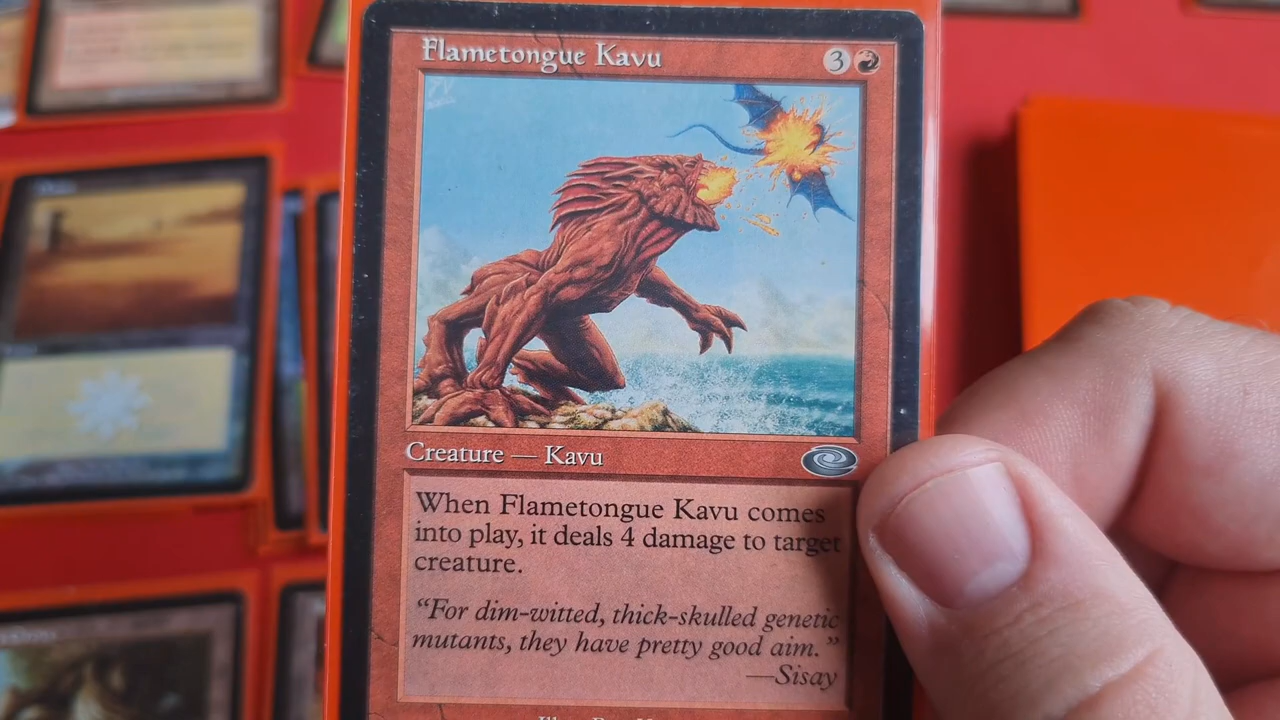 Flametongue Kavu
3
Creature — Kavu
When Flametongue Kavu comes
into play, it deals 4 damage to target
creature.
“For dim-witted, thick-skulled genetic
mutants, they have pretty good aim.”
—Sisay